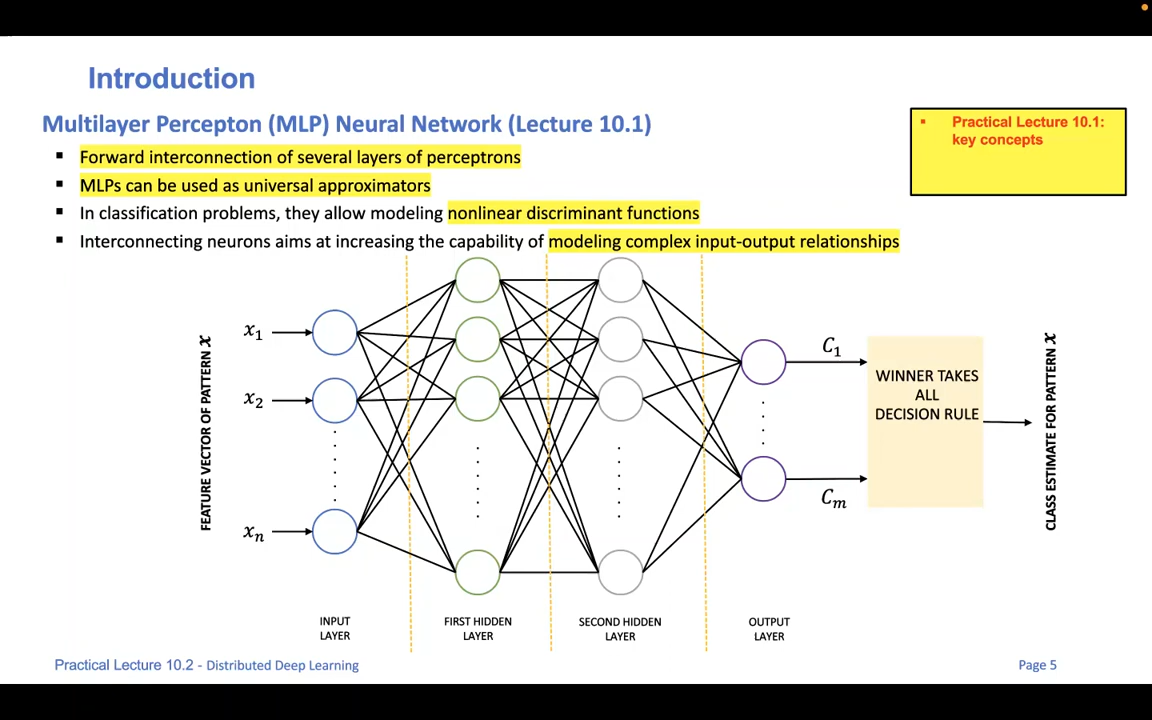 Introduction
Multilayer Percepton (MLP) Neural Network (Lecture 10.1)
▪ Forward interconnection of several layers of perceptrons
▪ MLPs can be used as universal approximators
▪ In classification problems, they allow modeling nonlinear discriminant functions
▪ Interconnecting neurons aims at increasing the capability of modeling complex input-output relationships
▪ Practical Lecture 10.1:
key concepts
FEATURE VECTOR OF PATTERN x
x₁
x₂
xₙ
C₁
Cₘ
WINNER TAKES
ALL
DECISION RULE
CLASS ESTIMATE FOR PATTERN x
INPUT
LAYER
FIRST HIDDEN
LAYER
SECOND HIDDEN
LAYER
OUTPUT
LAYER
Practical Lecture 10.2 - Distributed Deep Learning
Page 5